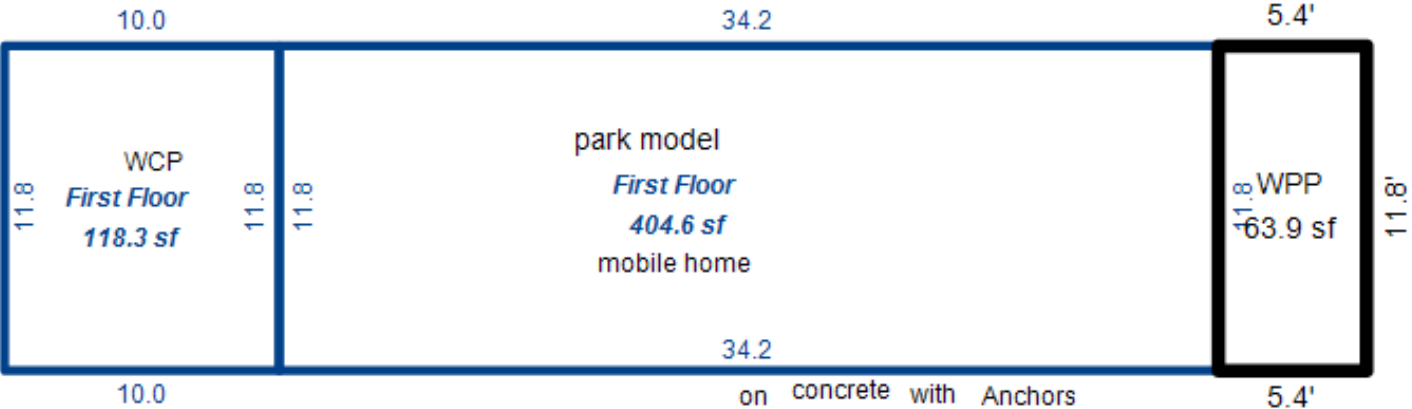 10.0
34.2
5.4'
WCP
First Floor
118.3 sf
11.8
11.8
11.8
park model
First Floor
404.6 sf
mobile home
11.8
WPP
63.9 sf
11.8'
34.2
10.0
on concrete with Anchors
5.4'